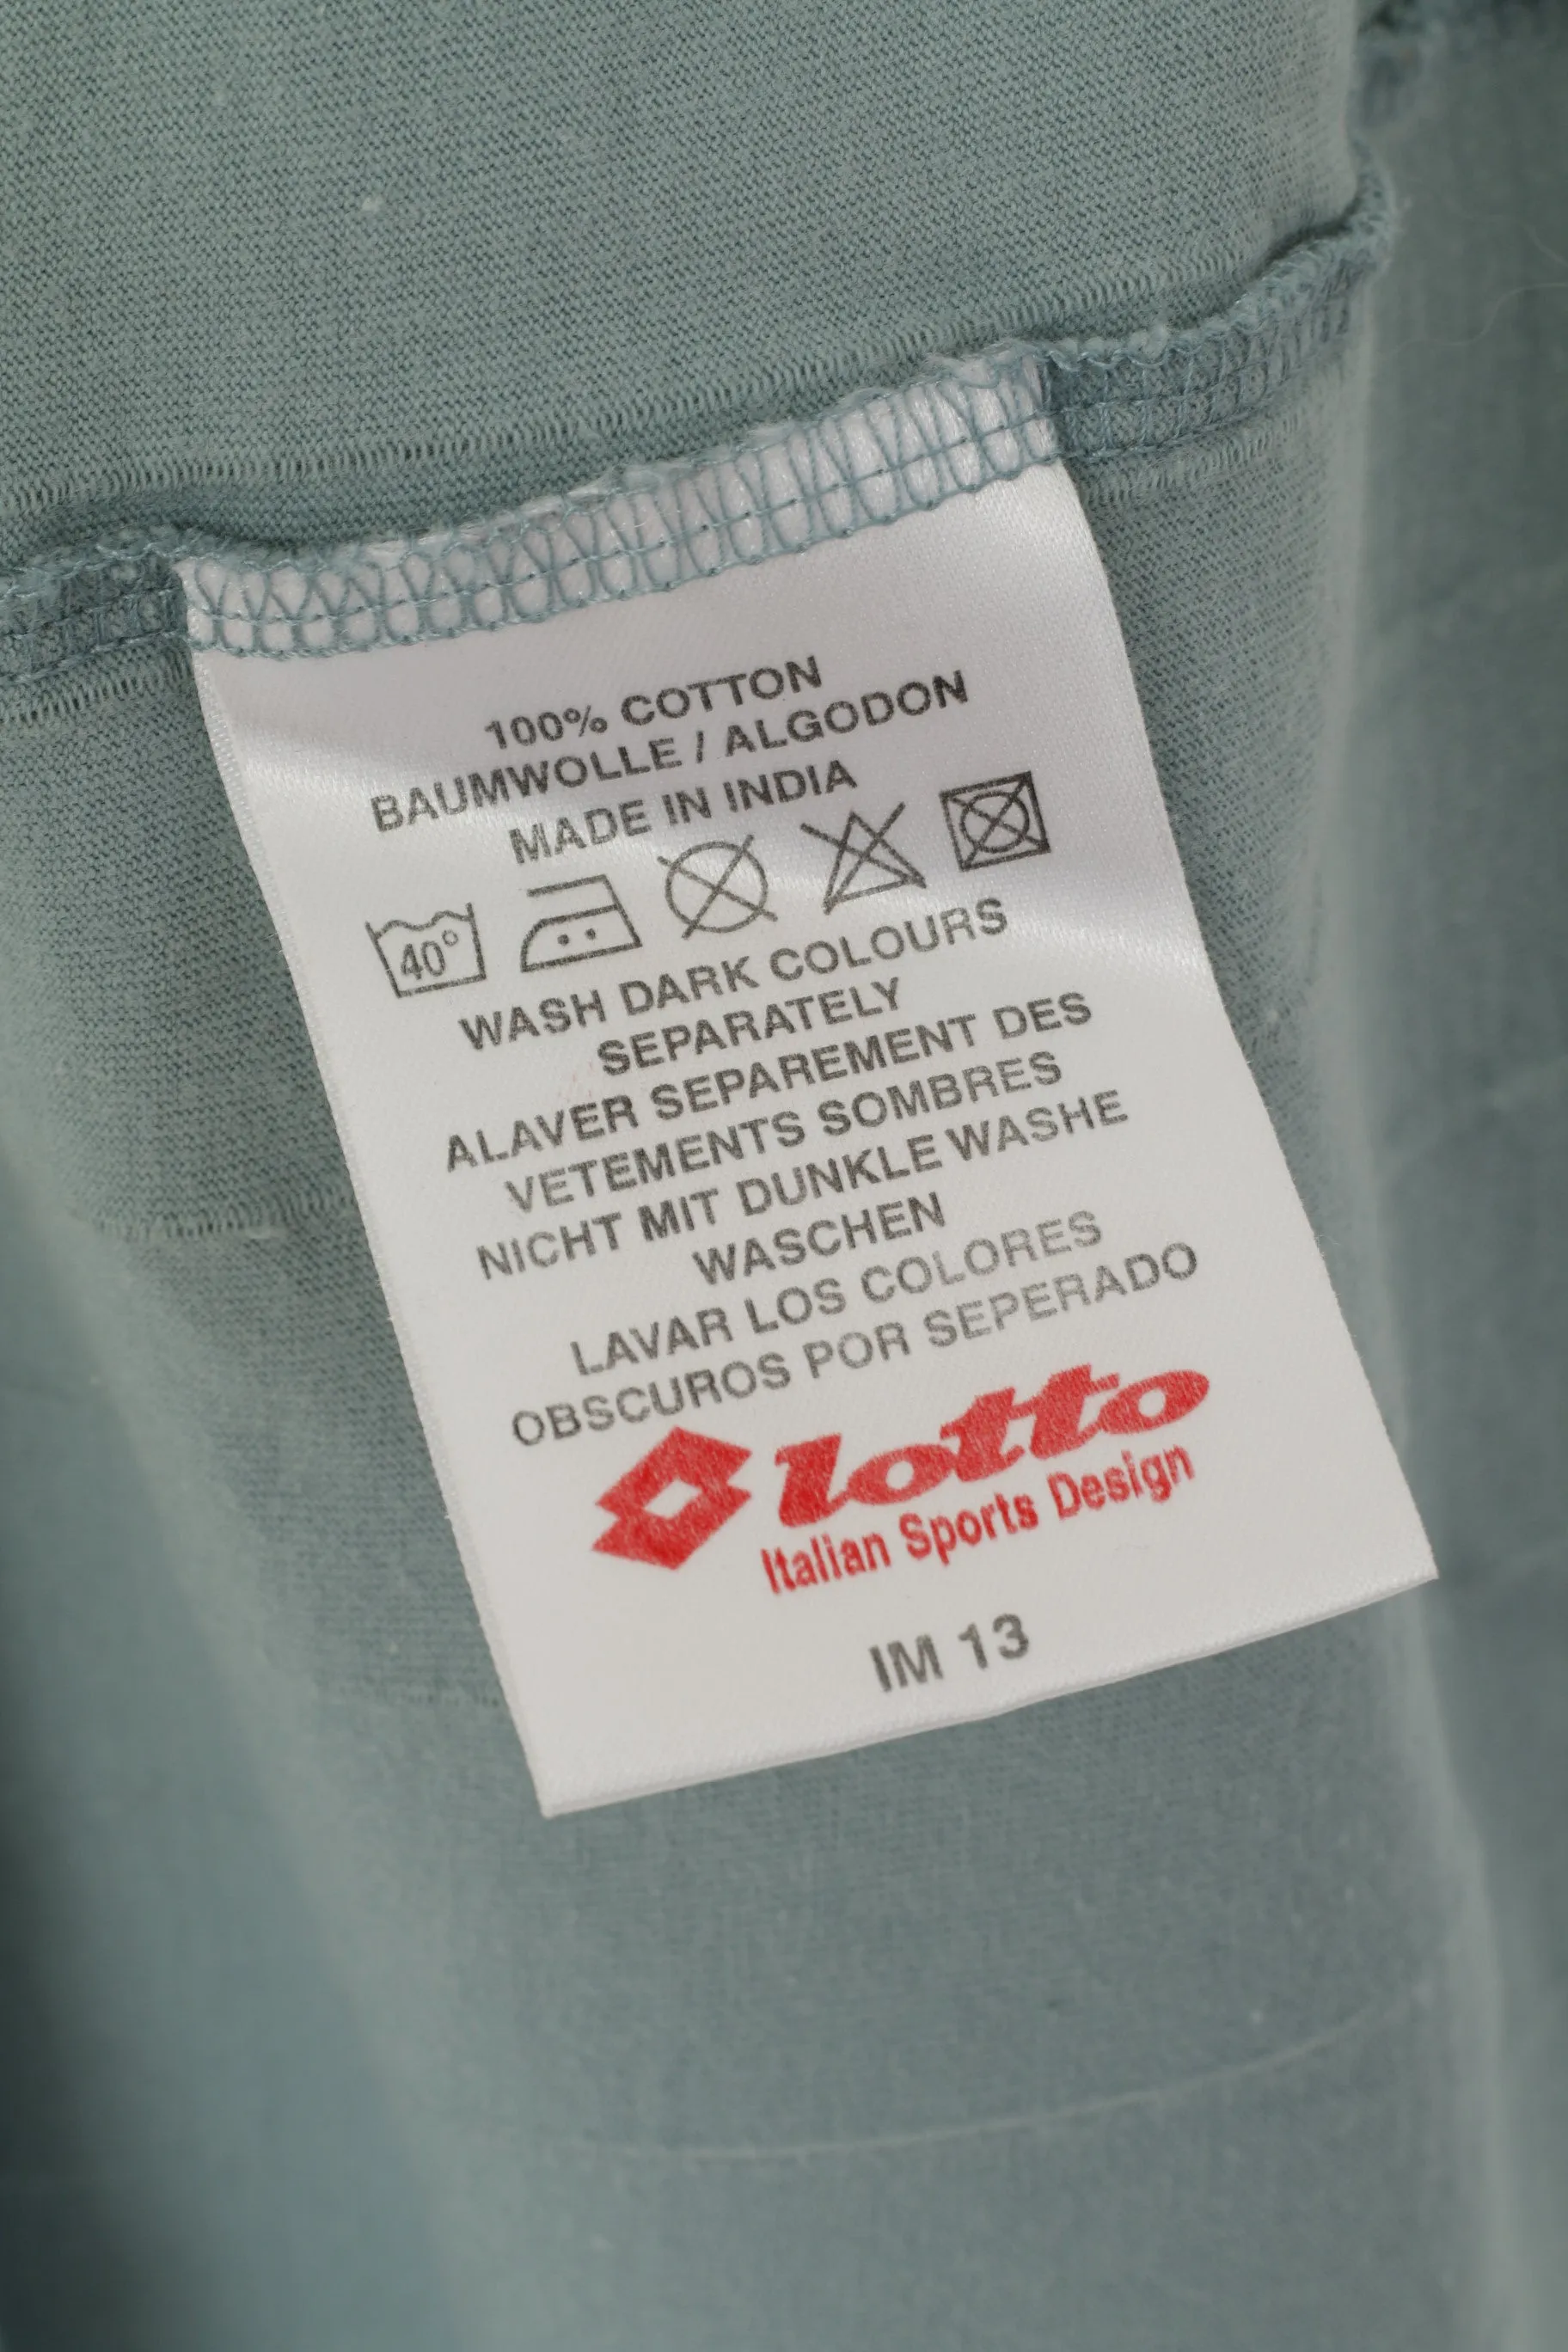 100% COTTON
BAUMWOLLE / ALGODON
MADE IN INDIA
40°
WASH DARK COLOURS
SEPARATELY
ALAVER SEPAREMENT DES
VETEMENTS SOMBRES
NICHT MIT DUNKLE WASHE
WASCHEN
LAVAR LOS COLORES
OBSCUROS POR SEPERADO
lotto
Italian Sports Design
IM 13